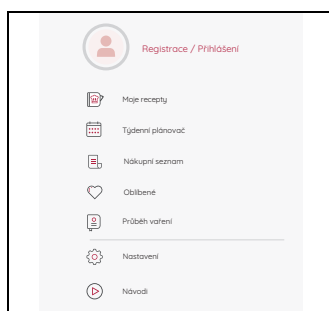 Registrace / Přihlášení
Moje recepty
Týdenní plánovač
Nákupní seznam
Oblíbené
Průběh vaření
Nastavení
Návodi